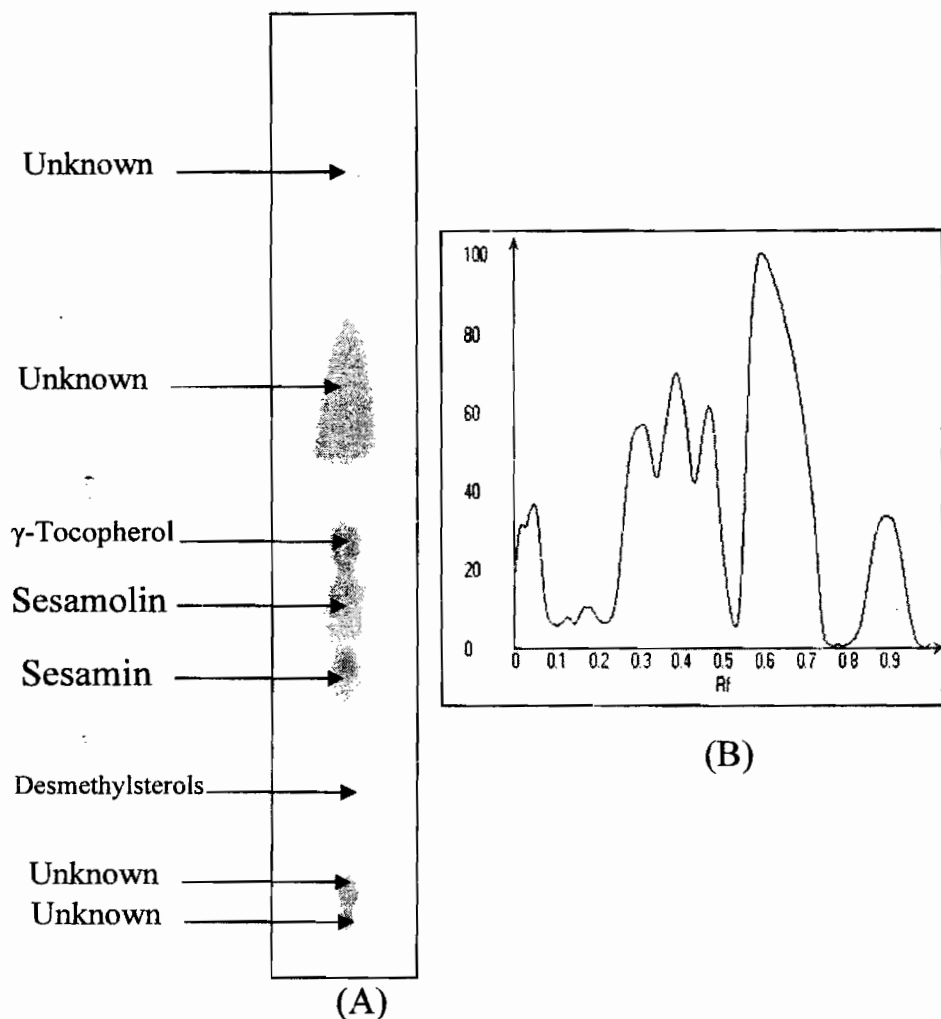 Unknown
Unknown
γ-Tocopherol
Sesamolin
Sesamin
Desmethylsterols
Unknown
Unknown
(A)
100
80
60
40
20
0
0 0.1 0.2 0.3 0.4 0.5 0.6 0.7 0.8 0.9
Rf
(B)